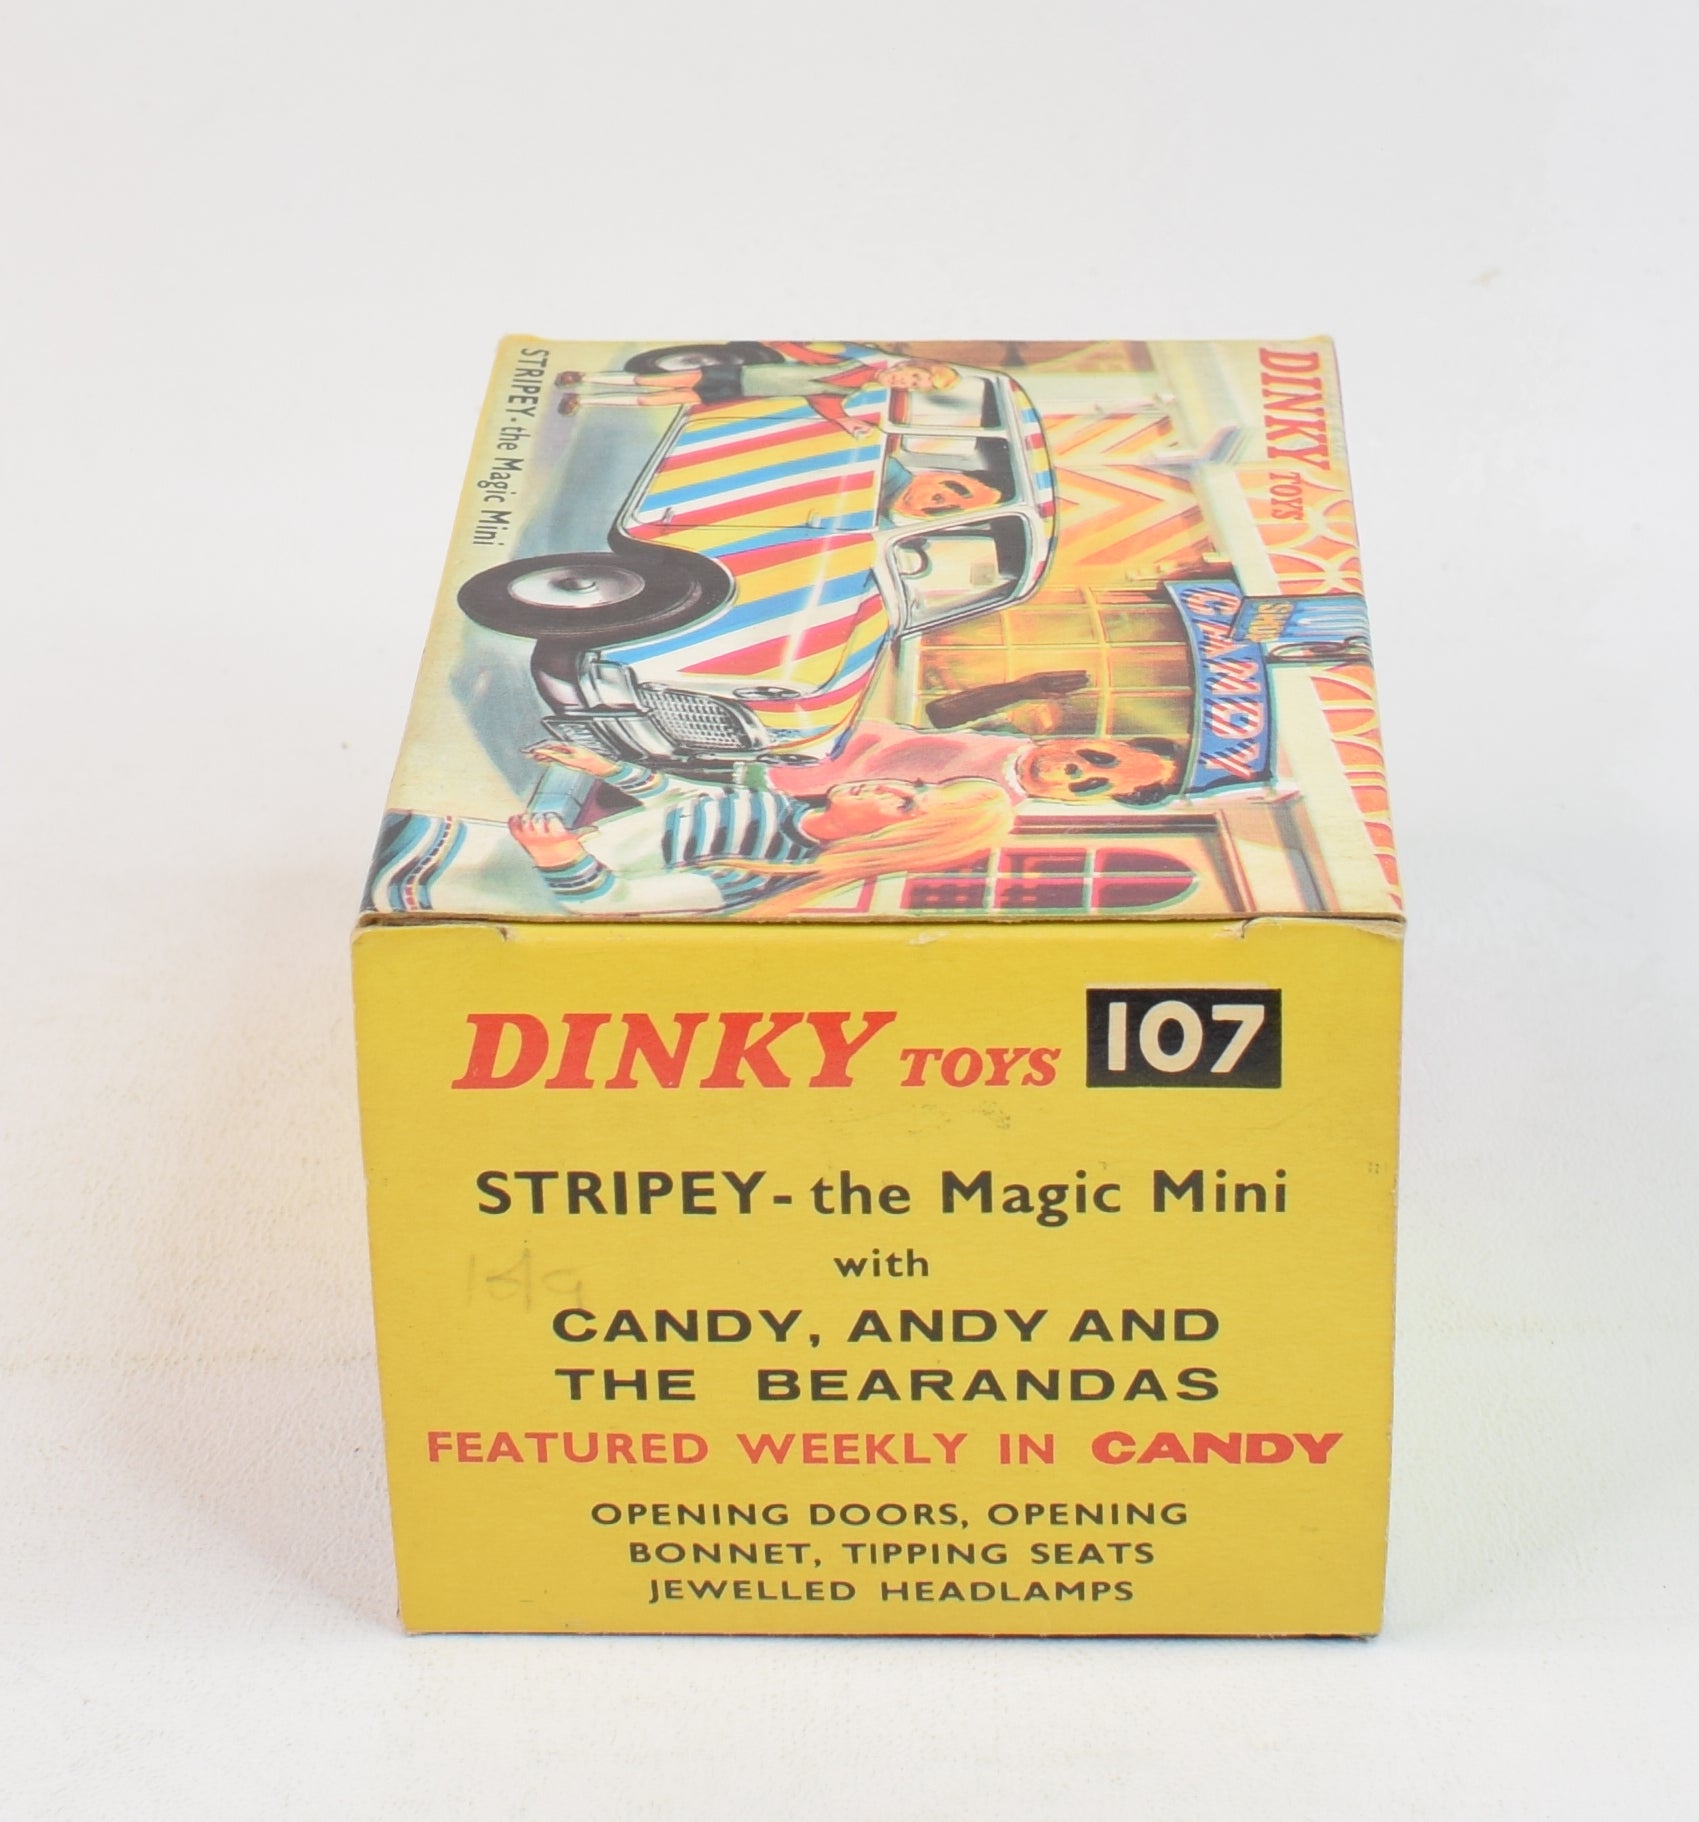 DINKY TOYS
STRIPEY - the Magic Mini
CANDY
DINKY TOYS 107
STRIPEY - the Magic Mini
with
CANDY, ANDY AND
THE BEARANDAS
FEATURED WEEKLY IN CANDY
OPENING DOORS, OPENING
BONNET, TIPPING SEATS
JEWELLED HEADLAMPS